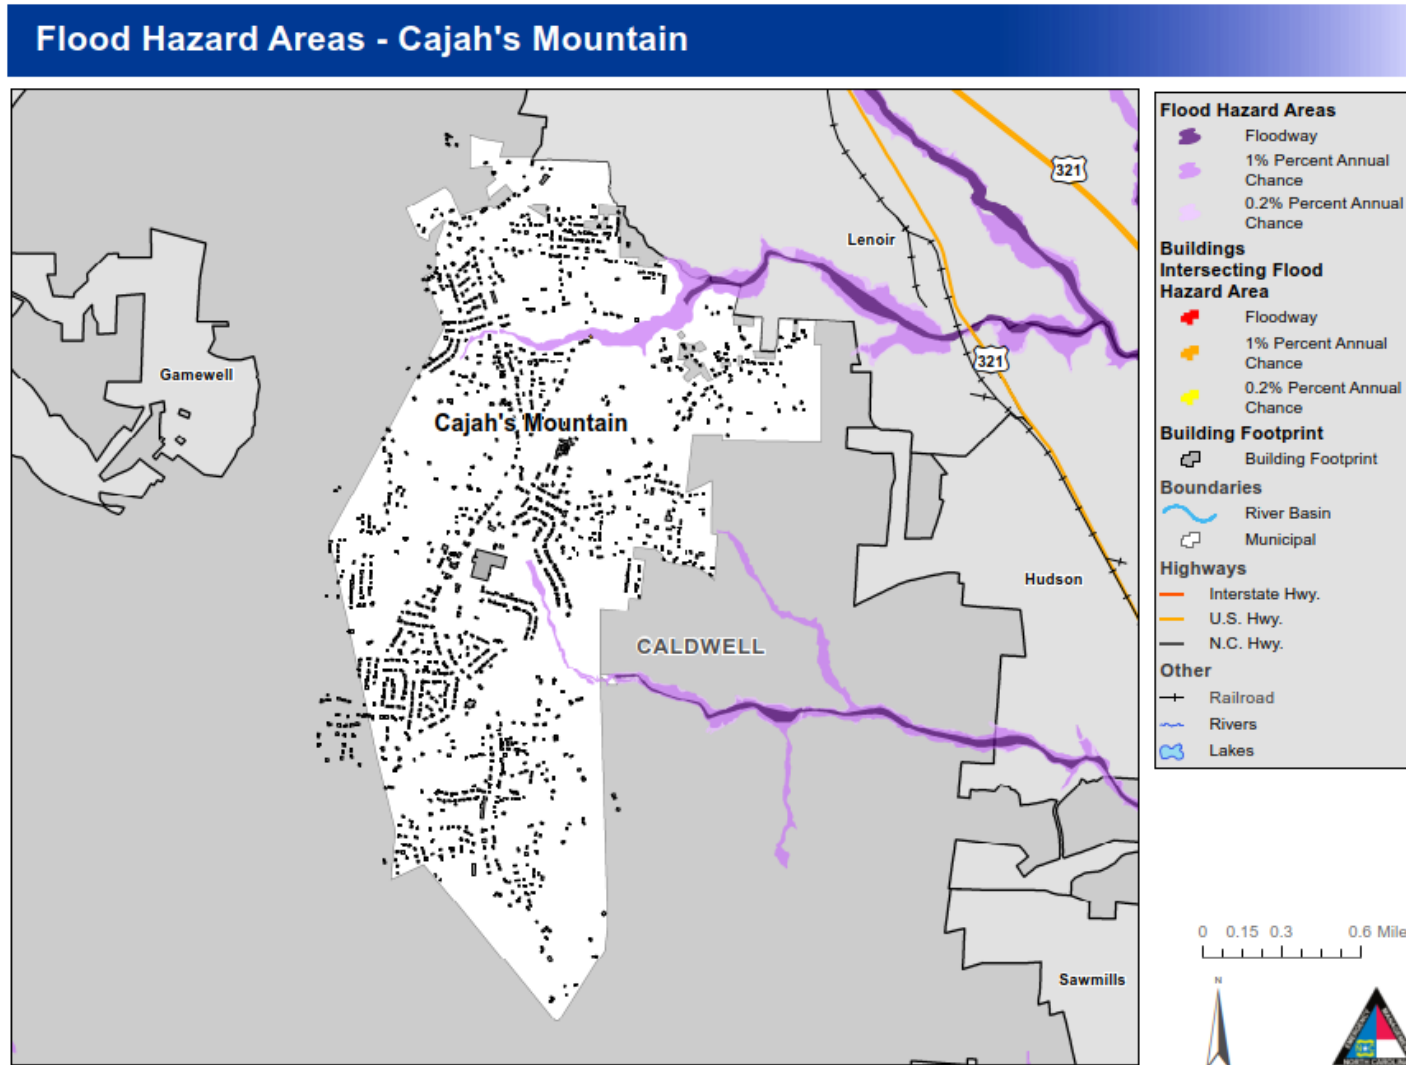 Flood Hazard Areas - Cajah's Mountain
321
Lenoir
Gamewell
321
Cajah's Mountain
Hudson
CALDWELL
Sawmills
Flood Hazard Areas
Floodway
1% Percent Annual
Chance
0.2% Percent Annual
Chance
Buildings
Intersecting Flood
Hazard Area
Floodway
1% Percent Annual
Chance
0.2% Percent Annual
Chance
Building Footprint
Building Footprint
Boundaries
River Basin
Municipal
Highways
Interstate Hwy.
U.S. Hwy.
N.C. Hwy.
Other
Railroad
Rivers
Lakes
0 0.15 0.3 0.6 Mile
N
EMERGENCY
NORTH CAROLINA